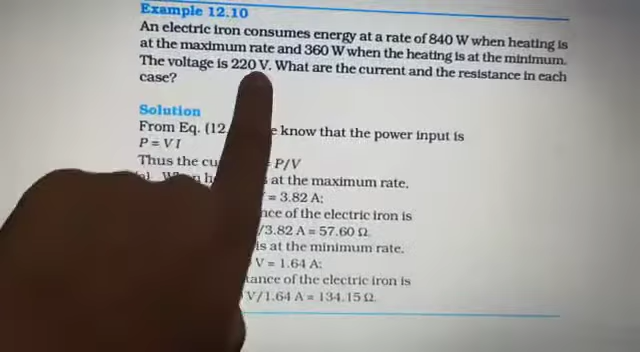 Example 12.10
An electric iron consumes energy at a rate of 840 W when heating is
at the maximum rate and 360 W when the heating is at the minimum.
The voltage is 220 V. What are the current and the resistance in each
case?
Solution
From Eq. (12. e know that the power input is
P = V I
Thus the cu = P/V
at the maximum rate,
= 3.82 A;
of the electric iron is
/3.82 A = 57.60 Ω.
is at the minimum rate,
V = 1.64 A;
of the electric iron is
V/1.64 A = 134.15 Ω.